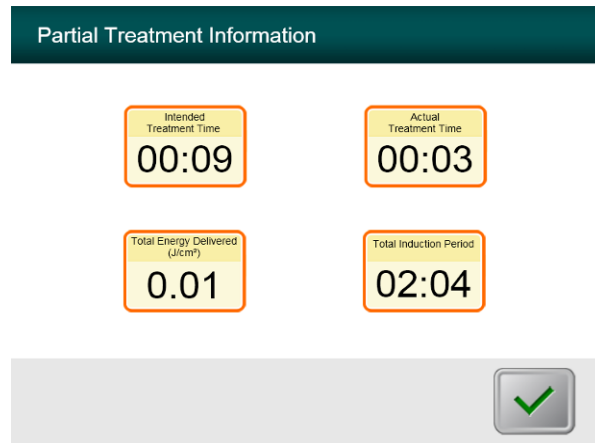 Partial Treatment Information
Intended
Treatment Time
00:09
Actual
Treatment Time
00:03
Total Energy Delivered
(J/cm²)
0.01
Total Induction Period
02:04